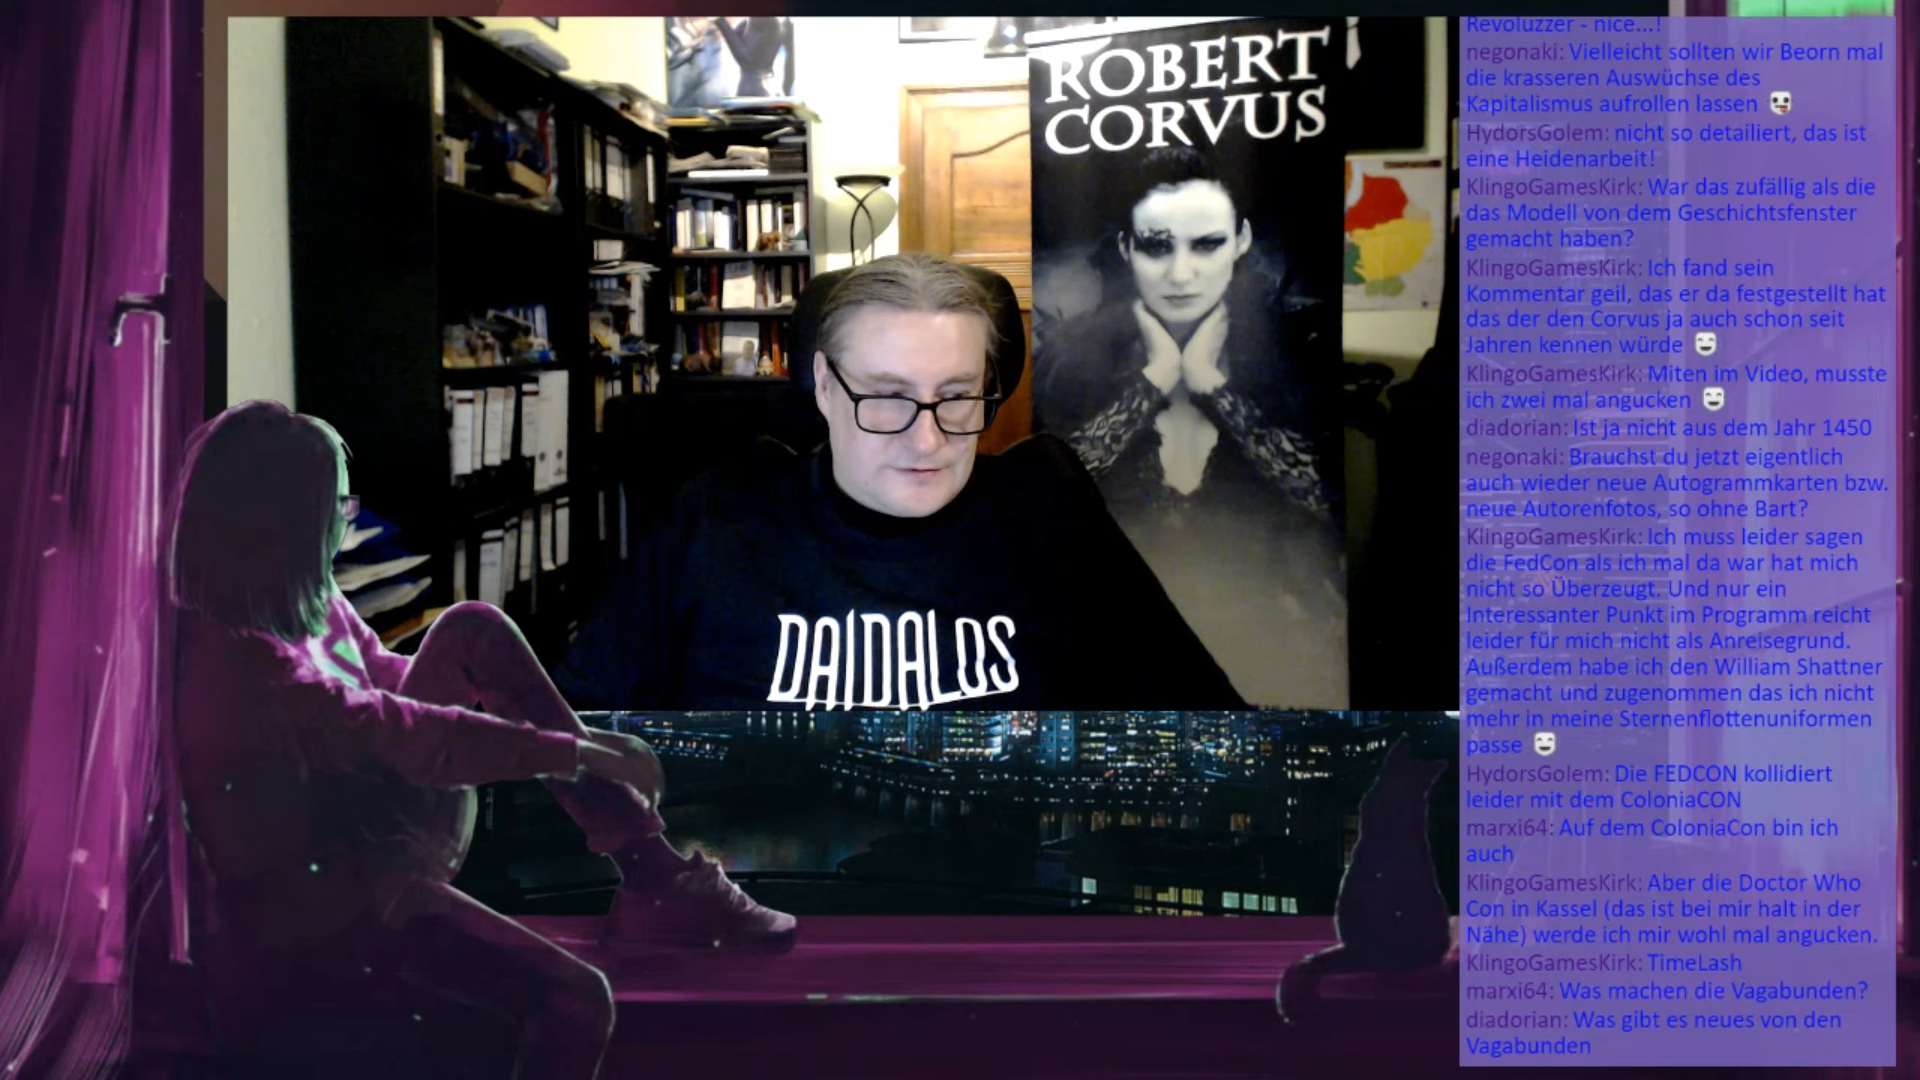 ROBERT
CORVUS
DAIDALOS
Revoluzzer - nice...!
negonaki: Vielleicht sollten wir Beorn mal
die krasseren Auswüchse des
Kapitalismus aufrollen lassen
HydorsGolem: nicht so detailiert, das ist
eine Heidenarbeit!
KlingoGamesKirk: War das zufällig als die
das Modell von dem Geschichtsfenster
gemacht haben?
KlingoGamesKirk: Ich fand sein
Kommentar geil, das er da festgestellt hat
das der den Corvus ja auch schon seit
Jahren kennen würde
KlingoGamesKirk: Miten im Video, musste
ich zwei mal angucken
diadorian: Ist ja nicht aus dem Jahr 1450
negonaki: Brauchst du jetzt eigentlich
auch wieder neue Autogrammkarten bzw.
neue Autorenfotos, so ohne Bart?
KlingoGamesKirk: Ich muss leider sagen
die FedCon als ich mal da war hat mich
nicht so Überzeugt. Und nur ein
Interessanter Punkt im Programm reicht
leider für mich nicht als Anreisegrund.
Außerdem habe ich den William Shattner
gemacht und zugenommen das ich nicht
mehr in meine Sternenflottenuniformen
passe
HydorsGolem: Die FEDCON kollidiert
leider mit dem ColoniaCON
marxi64: Auf dem ColoniaCon bin ich
auch
KlingoGamesKirk: Aber die Doctor Who
Con in Kassel (das ist bei mir halt in der
Nähe) werde ich mir wohl mal angucken.
KlingoGamesKirk: TimeLash
marxi64: Was machen die Vagabunden?
diadorian: Was gibt es neues von den
Vagabunden